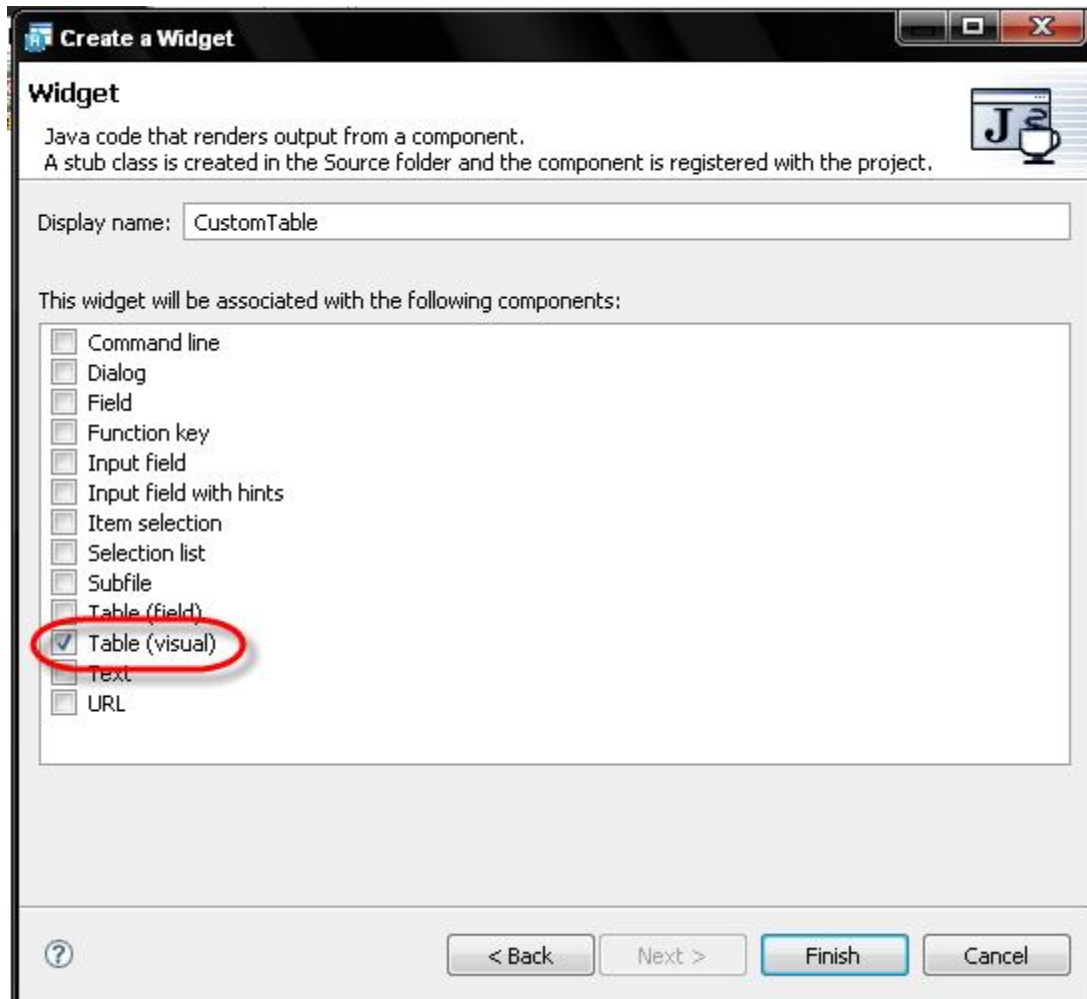 Create a Widget
Widget
Java code that renders output from a component.
A stub class is created in the Source folder and the component is registered with the project.
Display name: CustomTable
This widget will be associated with the following components:
Command line
Dialog
Field
Function key
Input field
Input field with hints
Item selection
Selection list
Subfile
Table (field)
Table (visual)
Text
URL
? < Back Next > Finish Cancel